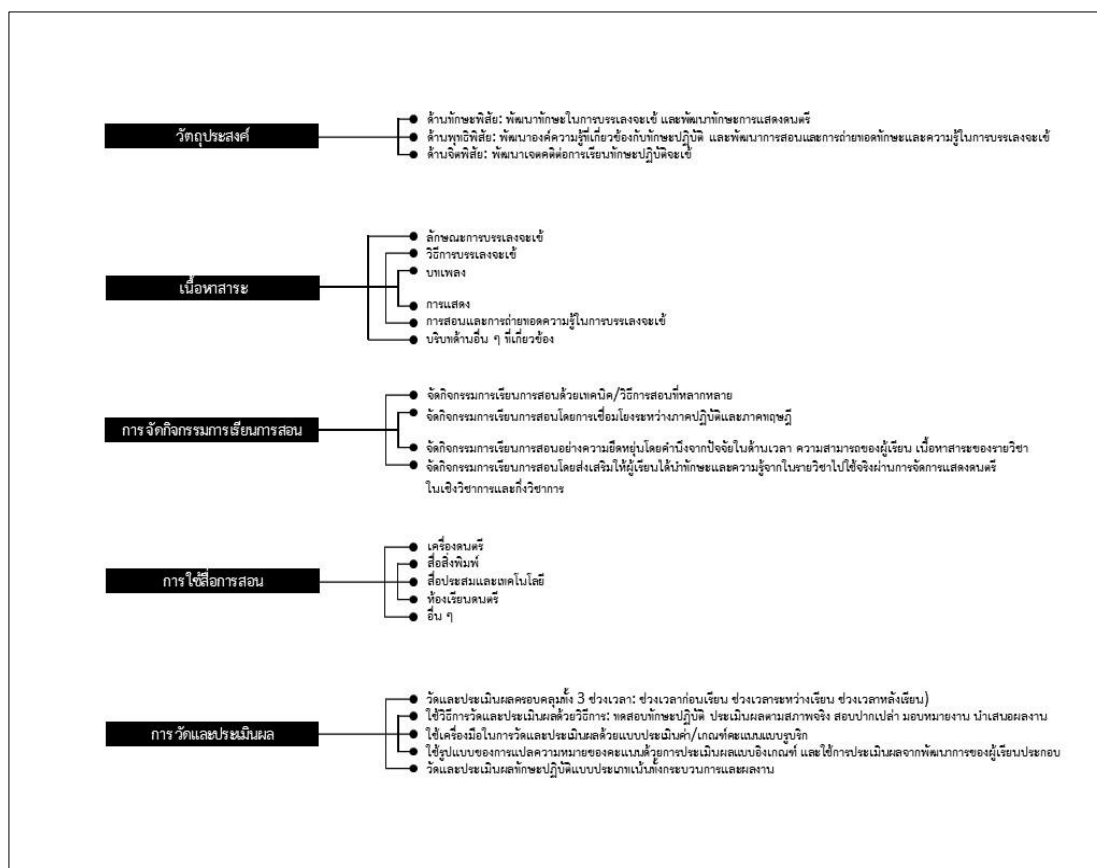 วัตถุประสงค์
ด้านทักษะพิสัย: พัฒนาทักษะในการบรรเลงจะเข้ และพัฒนาทักษะการแสดงดนตรี
ด้านพุทธิพิสัย: พัฒนาองค์ความรู้ที่เกี่ยวข้องกับทักษะปฏิบัติ และพัฒนาการสอนและการถ่ายทอดทักษะและความรู้ในการบรรเลงจะเข้
ด้านจิตพิสัย: พัฒนาเจตคติต่อการเรียนทักษะปฏิบัติจะเข้
เนื้อหาสาระ
ลักษณะการบรรเลงจะเข้
วิธีการบรรเลงจะเข้
บทเพลง
การแสดง
การสอนและการถ่ายทอดความรู้ในการบรรเลงจะเข้
บริบทด้านอื่น ๆ ที่เกี่ยวข้อง
การจัดกิจกรรมการเรียนการสอน
จัดกิจกรรมการเรียนการสอนด้วยเทคนิค/วิธีการสอนที่หลากหลาย
จัดกิจกรรมการเรียนการสอนโดยการเชื่อมโยงระหว่างภาคปฏิบัติและภาคทฤษฎี
จัดกิจกรรมการเรียนการสอนอย่างความยืดหยุ่นโดยคำนึงจากปัจจัยในด้านเวลา ความสามารถของผู้เรียน เนื้อหาสาระของรายวิชา
จัดกิจกรรมการเรียนการสอนโดยส่งเสริมให้ผู้เรียนได้นำทักษะและความรู้จากในรายวิชาไปใช้จริงผ่านการจัดการแสดงดนตรี
ในเชิงวิชาการและกึ่งวิชาการ
การใช้สื่อการสอน
เครื่องดนตรี
สื่อสิ่งพิมพ์
สื่อประสมและเทคโนโลยี
ห้องเรียนดนตรี
อื่น ๆ
การวัดและประเมินผล
วัดและประเมินผลครอบคลุมทั้ง 3 ช่วงเวลา: ช่วงเวลาก่อนเรียน ช่วงเวลาระหว่างเรียน ช่วงเวลาหลังเรียน)
ใช้วิธีการวัดและประเมินผลด้วยวิธีการ: ทดสอบทักษะปฏิบัติ ประเมินผลตามสภาพจริง สอบปากเปล่า มอบหมายงาน นำเสนอผลงาน
ใช้เครื่องมือในการวัดและประเมินผลด้วยแบบประเมินค่า/เกณฑ์คะแนนแบบรูบริก
ใช้รูปแบบของการแปลความหมายของคะแนนด้วยการประเมินผลแบบอิงเกณฑ์ และใช้การประเมินผลจากพัฒนาการของผู้เรียนประกอบ
วัดและประเมินผลทักษะปฏิบัติแบบประเภทเน้นทั้งกระบวนการและผลงาน